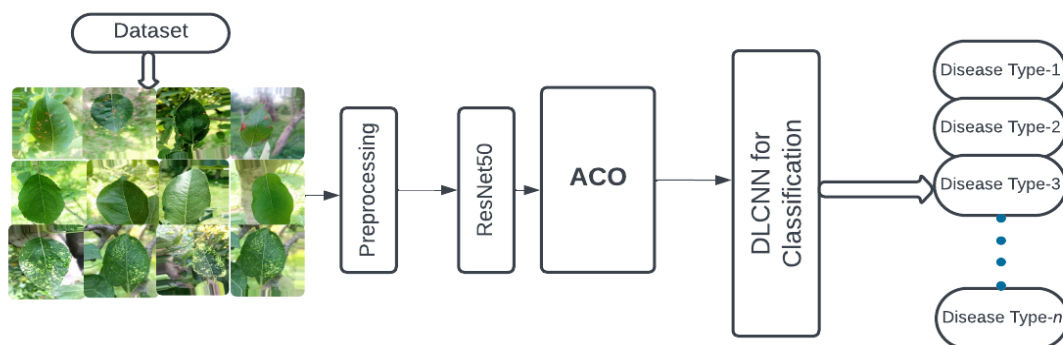 Dataset
Preprocessing
ResNet50
ACO
DLCNN for
Classification
Disease Type-1
Disease Type-2
Disease Type-3
Disease Type-n